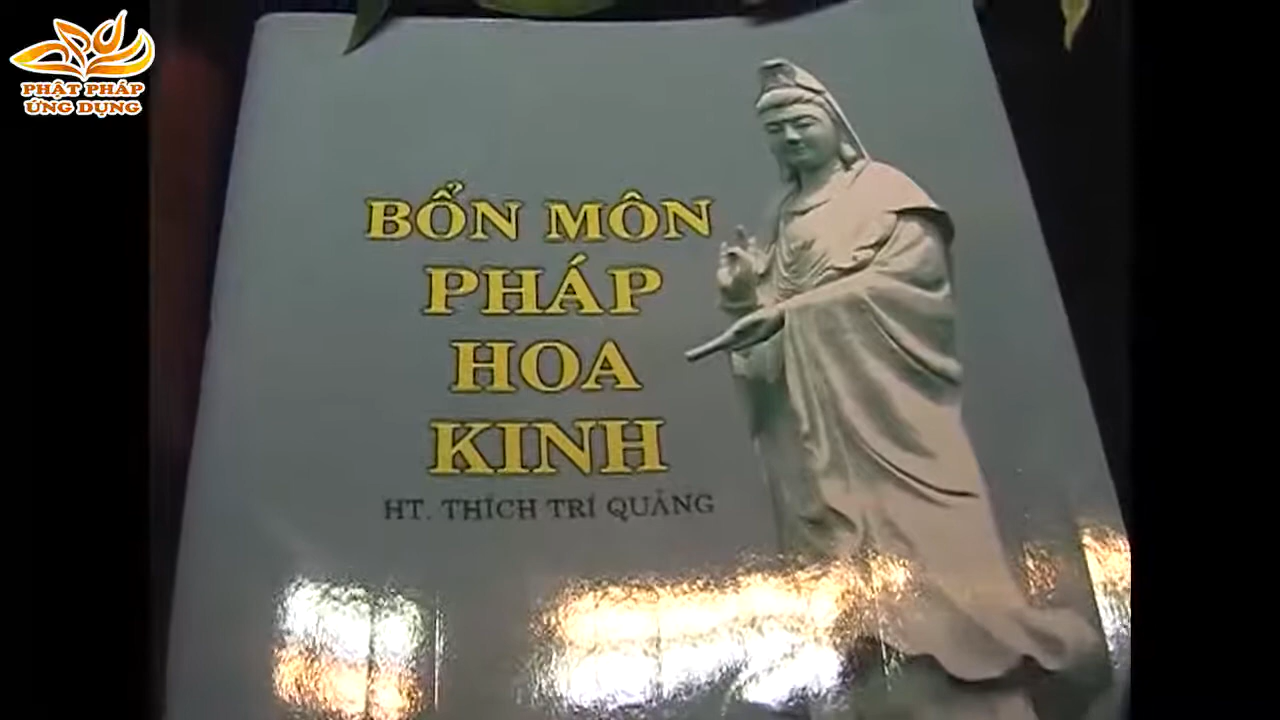 PHẬT PHÁP
ỨNG DỤNG
BỔN MÔN
PHÁP
HOA
KINH
HT. THÍCH TRÍ QUẢNG